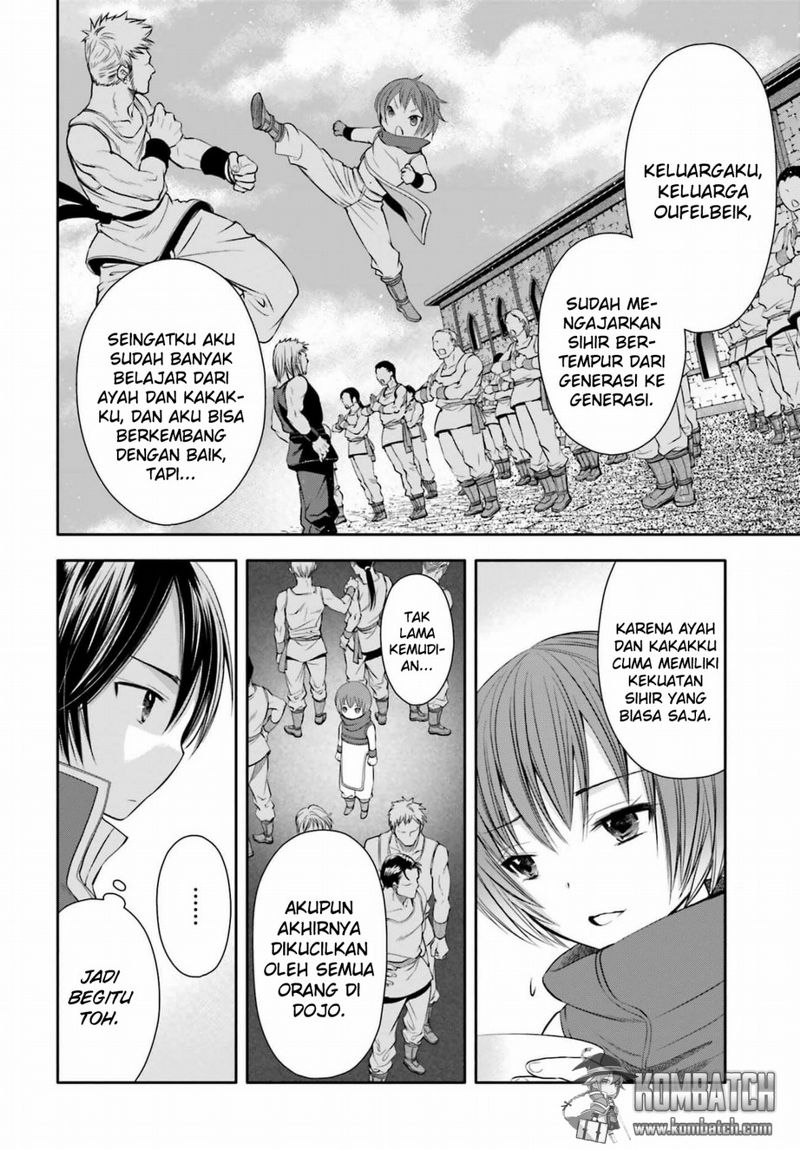 KELUARGAKU,
KELUARGA
OUFELBEIK,
SUDAH ME-
NGAJARKAN
SIHIR BER-
TEMPUR DARI
GENERASI KE
GENERASI.
SEINGATKU AKU
SUDAH BANYAK
BELAJAR DARI
AYAH DAN KAKAK-
KU, DAN AKU BISA
BERKEMBANG
DENGAN BAIK,
TAPI...
KARENA AYAH
DAN KAKAKKU
CUMA MEMILIKI
KEKUATAN
SIHIR YANG
BIASA SAJA.
TAK
LAMA
KEMUDI-
AN...
AKUPUN
AKHIRNYA
DIKUCILKAN
OLEH SEMUA
ORANG DI
DOJO.
......
JADI
BEGITU
TOH.
KOMBATCH
www.kombatch.com